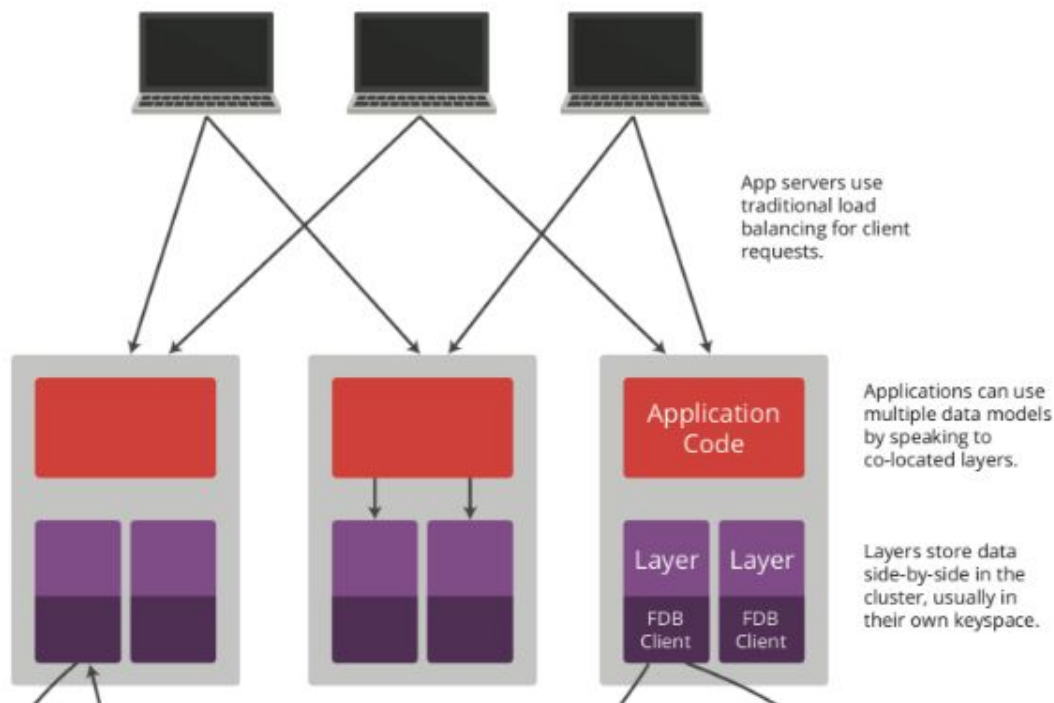 App servers use
traditional load
balancing for client
requests.
Application
Code
Applications can use
multiple data models
by speaking to
co-located layers.
Layer
Layer
FDB
Client
FDB
Client
Layers store data
side-by-side in the
cluster, usually in
their own keyspace.